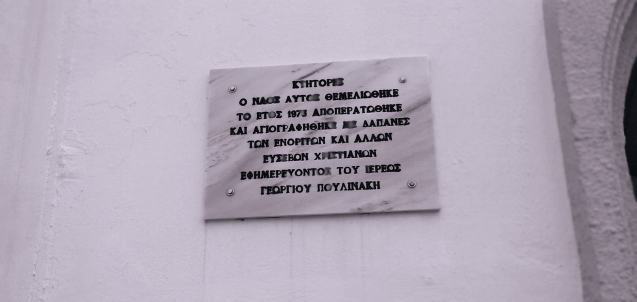 ΚΤΗΤΟΡΕΣ
Ο ΝΑΟΣ ΑΥΤΟΣ ΘΕΜΕΛΙΩΘΗΚΕ
ΤΟ ΕΤΟΣ 1973 ΑΠΟΠΕΡΑΤΩΘΗΚΕ
ΚΑΙ ΑΓΙΟΓΡΑΦΗΘΗΚΕ ΜΕ ΔΑΠΑΝΕΣ
ΤΩΝ ΕΝΟΡΙΤΩΝ ΚΑΙ ΑΛΛΩΝ
ΕΥΣΕΒΩΝ ΧΡΙΣΤΙΑΝΩΝ
ΕΦΗΜΕΡΕΥΟΝΤΟΣ ΤΟΥ ΙΕΡΕΩΣ
ΓΕΩΡΓΙΟΥ ΠΟΥΛΙΝΑΚΗ